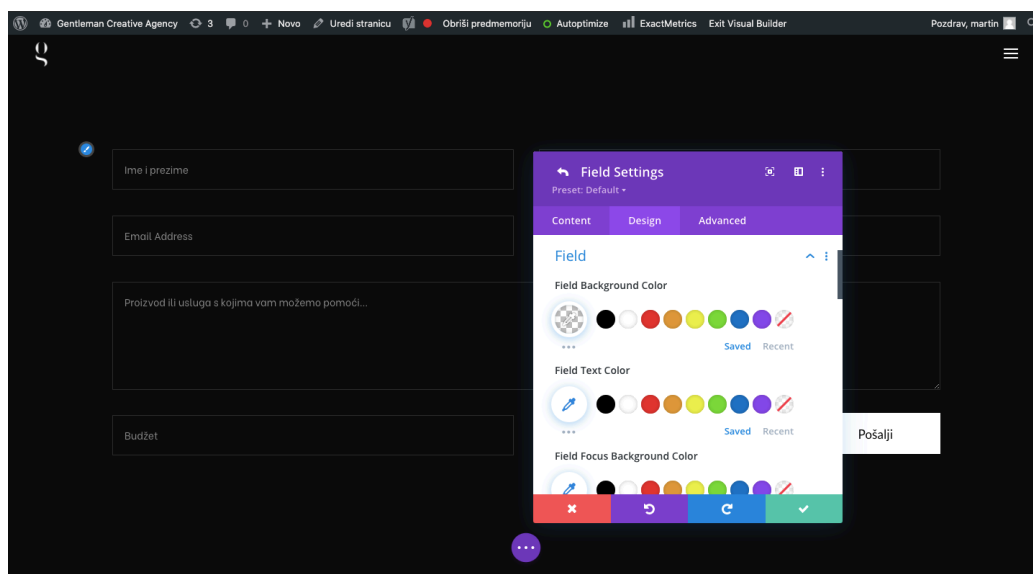 Gentleman Creative Agency 3 0 + Novo Uredi stranicu Obriši predmemoriju Autoptimize ExactMetrics Exit Visual Builder Pozdrav, martin
g
Ime i prezime
Email Address
Proizvod ili usluga s kojima vam možemo pomoći...
Budžet
Pošalji
Field Settings
Preset: Default
Content Design Advanced
Field
Field Background Color
Saved Recent
Field Text Color
Saved Recent
Field Focus Background Color